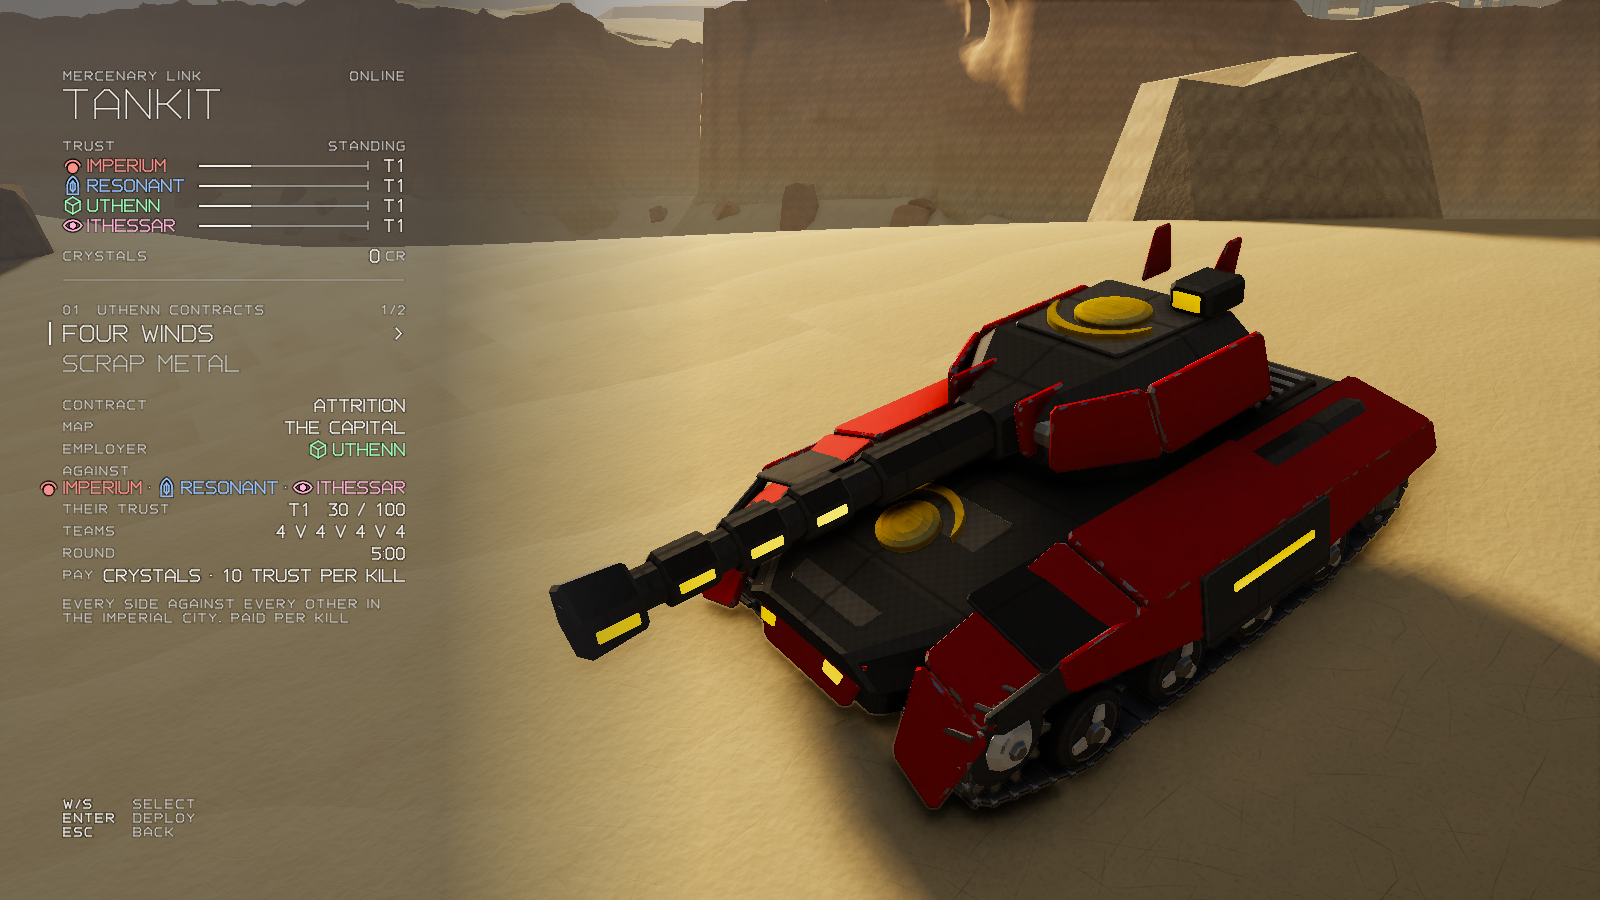 MERCENARY LINK ONLINE
TANKIT
TRUST STANDING
IMPERIUM T1
RESONANT T1
UTHENN T1
ITHESSAR T1
CRYSTALS 0 CR
01 UTHENN CONTRACTS 1/2
FOUR WINDS >
SCRAP METAL
CONTRACT ATTRITION
MAP THE CAPITAL
EMPLOYER UTHENN
AGAINST
IMPERIUM · RESONANT · ITHESSAR
THEIR TRUST T1 30 / 100
TEAMS 4 V 4 V 4 V 4
ROUND 5:00
PAY CRYSTALS · 10 TRUST PER KILL
EVERY SIDE AGAINST EVERY OTHER IN
THE IMPERIAL CITY. PAID PER KILL
W/S SELECT
ENTER DEPLOY
ESC BACK